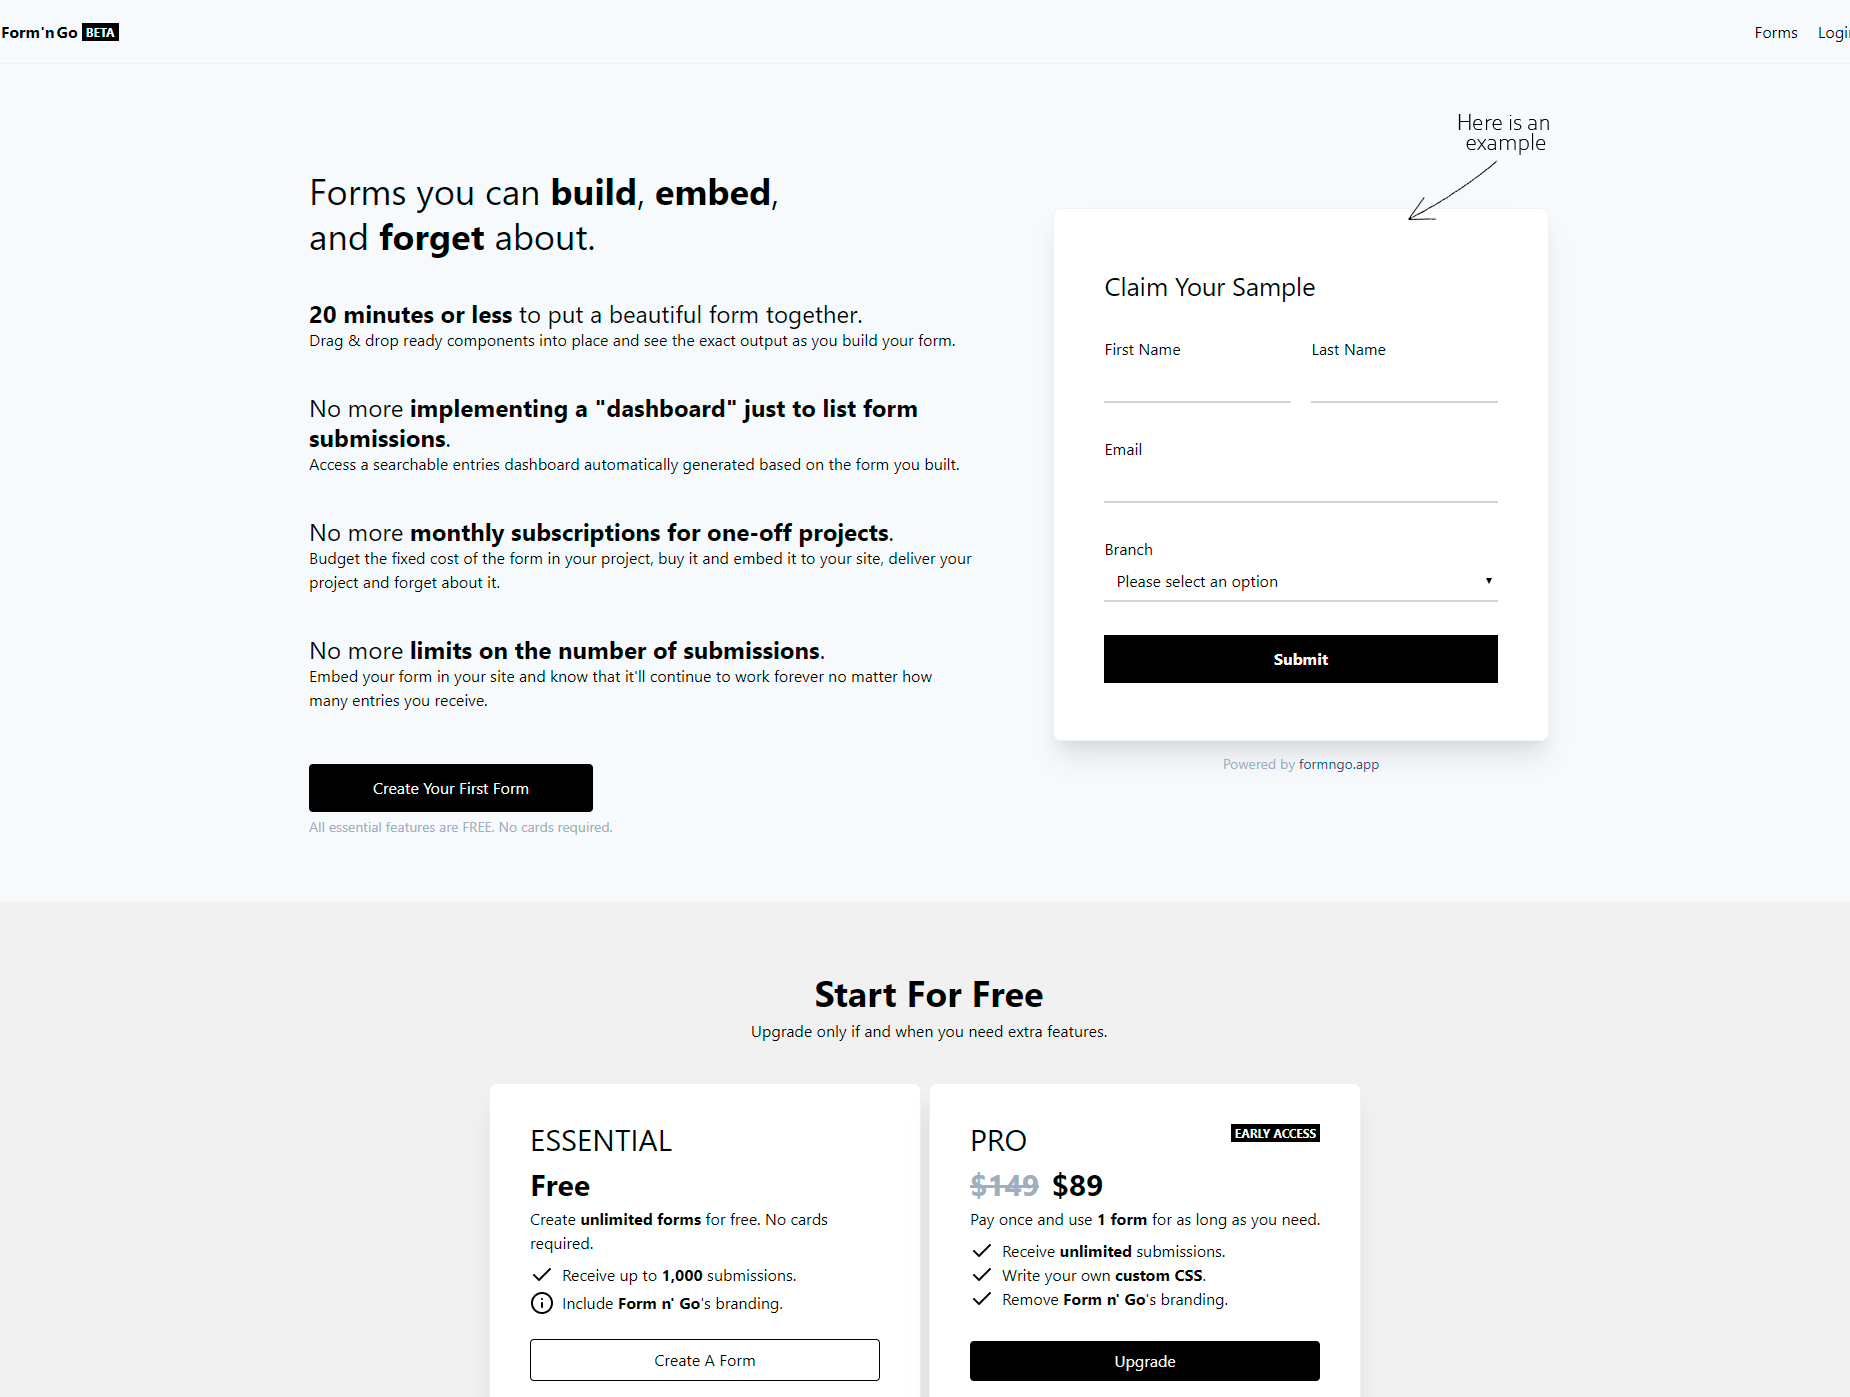 Form'n Go BETA
Forms Login
Here is an
example
Forms you can build, embed,
and forget about.
20 minutes or less to put a beautiful form together.
Drag & drop ready components into place and see the exact output as you build your form.
No more implementing a "dashboard" just to list form
submissions.
Access a searchable entries dashboard automatically generated based on the form you built.
No more monthly subscriptions for one-off projects.
Budget the fixed cost of the form in your project, buy it and embed it to your site, deliver your
project and forget about it.
No more limits on the number of submissions.
Embed your form in your site and know that it'll continue to work forever no matter how
many entries you receive.
Create Your First Form
All essential features are FREE. No cards required.
Claim Your Sample
First Name Last Name
Email
Branch
Please select an option
Submit
Powered by formngo.app
Start For Free
Upgrade only if and when you need extra features.
ESSENTIAL
Free
Create unlimited forms for free. No cards
required.
Receive up to 1,000 submissions.
Include Form n' Go's branding.
Create A Form
PRO EARLY ACCESS
$149 $89
Pay once and use 1 form for as long as you need.
Receive unlimited submissions.
Write your own custom CSS.
Remove Form n' Go's branding.
Upgrade